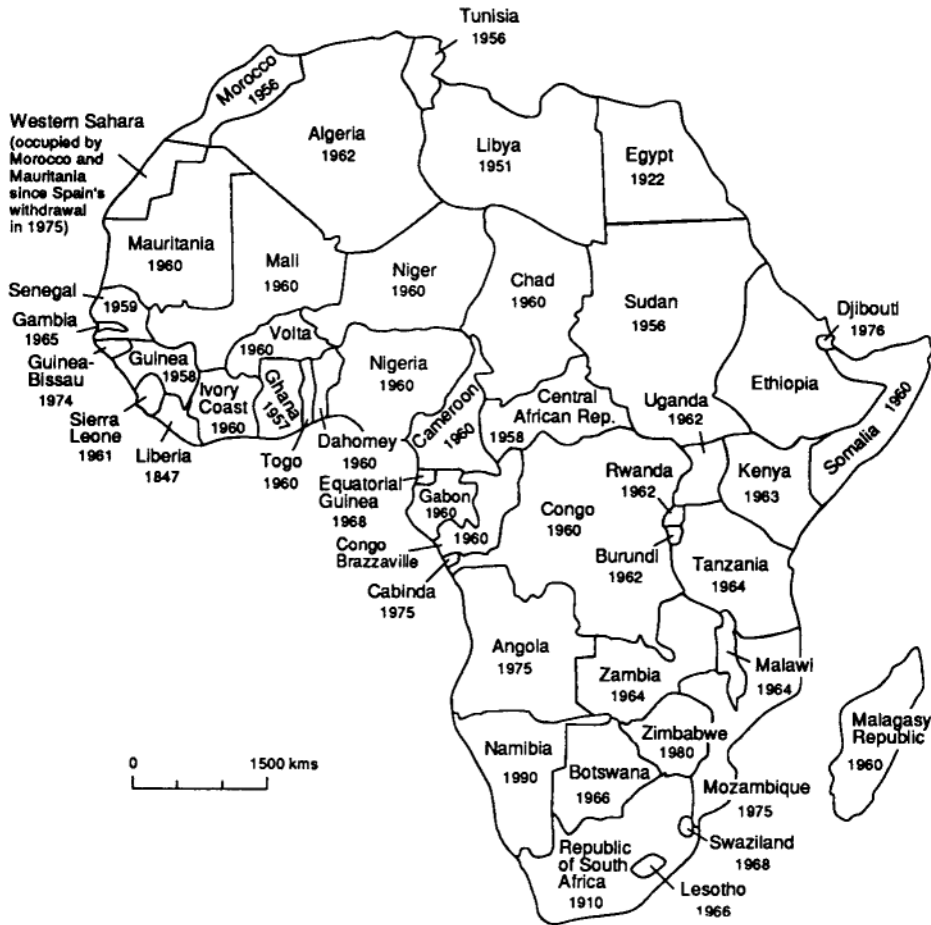 Tunisia
1956
Morocco
1956
Western Sahara
(occupied by
Morocco and
Mauritania
since Spain's
withdrawal
in 1975)
Algeria
1962
Libya
1951
Egypt
1922
Mauritania
1960
Mali
1960
Niger
1960
Chad
1960
Sudan
1956
Senegal
1959
Gambia
1965
Djibouti
1976
Volta
1960
Guinea-
Bissau
1974
Guinea
1958
Nigeria
1960
Ethiopia
Ivory
Coast
1960
Ghana
1957
Cameroon
1960
Central
African Rep.
1958
Uganda
1962
Somalia
1960
Sierra
Leone
1961
Liberia
1847
Togo
1960
Dahomey
1960
Equatorial
Guinea
1968
Gabon
1960
Rwanda
1962
Kenya
1963
Congo
1960
1960
Congo
Brazzaville
Burundi
1962
Tanzania
1964
Cabinda
1975
Angola
1975
Zambia
1964
Malawi
1964
Malagasy
Republic
1960
Zimbabwe
1980
Namibia
1990
Botswana
1966
Mozambique
1975
0 1500 kms
Swaziland
1968
Republic
of South
Africa
1910
Lesotho
1966